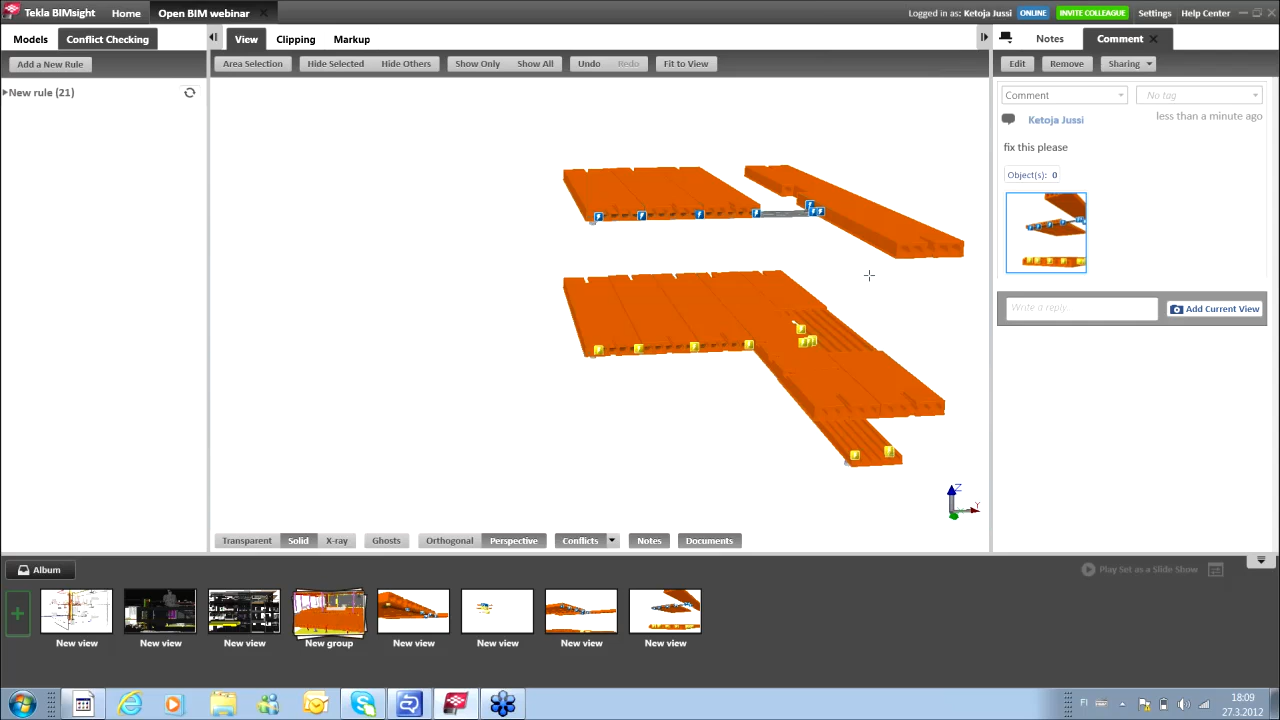 Tekla BIMsight Home Open BIM webinar Logged in as: Ketoja Jussi ONLINE INVITE COLLEAGUE Settings Help Center
Models Conflict Checking View Clipping Markup Notes Comment
Add a New Rule Area Selection Hide Selected Hide Others Show Only Show All Undo Redo Fit to View Edit Remove Sharing
New rule (21)
Comment No tag
Ketoja Jussi less than a minute ago
fix this please
Object(s): 0
Write a reply. Add Current View
Z
Y
Transparent Solid X-ray Ghosts Orthogonal Perspective Conflicts Notes Documents
Album Play Set as a Slide Show
New view New view New view New group New view New view New view New view
FI 18:09
27.3.2012